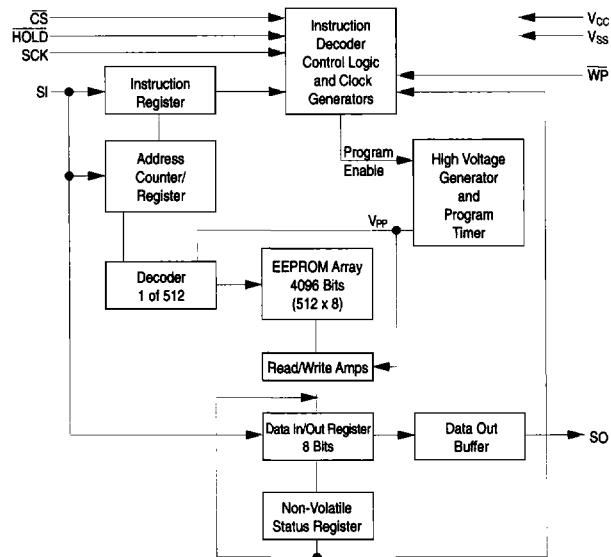 CS
HOLD
SCK
SI
Instruction
Decoder
Control Logic
and Clock
Generators
VCC
VSS
WP
Instruction
Register
Address
Counter/
Register
Program
Enable
High Voltage
Generator
and
Program
Timer
VPP
Decoder
1 of 512
EEPROM Array
4096 Bits
(512 x 8)
Read/Write Amps
Data In/Out Register
8 Bits
Data Out
Buffer
SO
Non-Volatile
Status Register